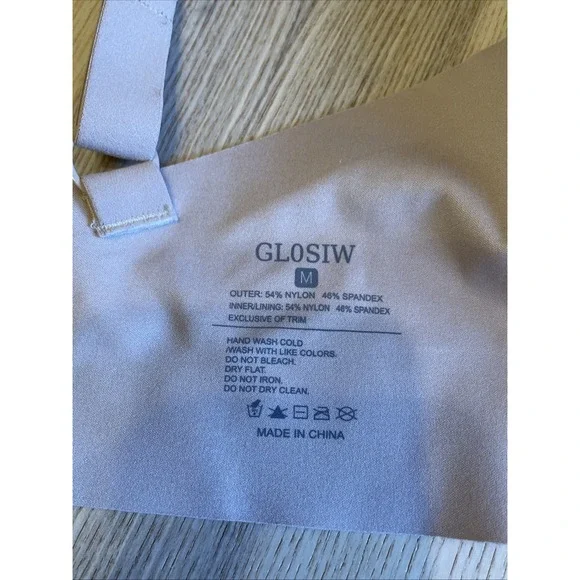 GL0SIW
M
OUTER: 54% NYLON 46% SPANDEX
INNER/LINING: 54% NYLON 46% SPANDEX
EXCLUSIVE OF TRIM
HAND WASH COLD
/WASH WITH LIKE COLORS.
DO NOT BLEACH.
DRY FLAT.
DO NOT IRON.
DO NOT DRY CLEAN.
MADE IN CHINA